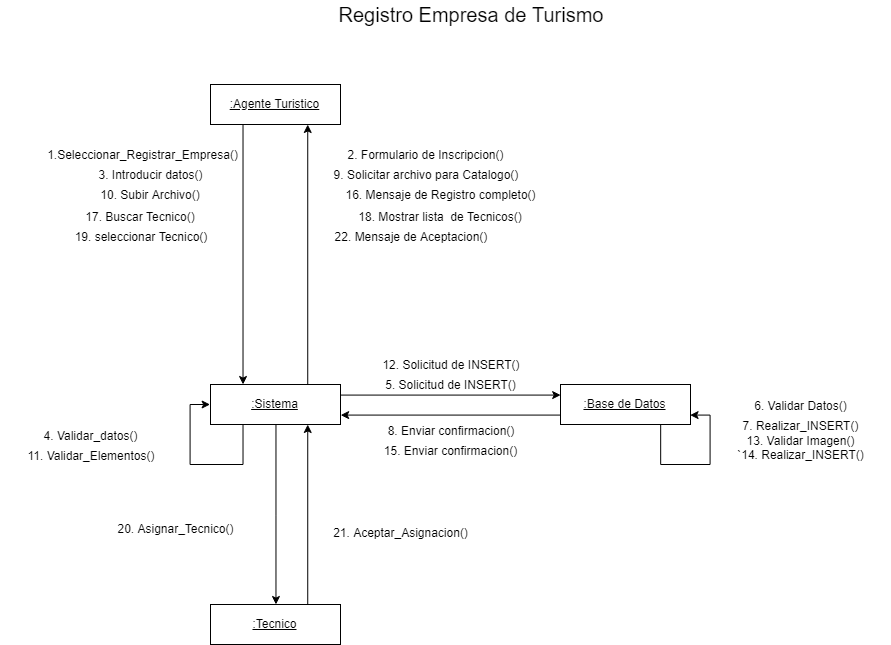 Registro Empresa de Turismo
:Agente Turistico
1.Seleccionar_Registrar_Empresa()
3. Introducir datos()
10. Subir Archivo()
17. Buscar Tecnico()
19. seleccionar Tecnico()
2. Formulario de Inscripcion()
9. Solicitar archivo para Catalogo()
16. Mensaje de Registro completo()
18. Mostrar lista  de Tecnicos()
22. Mensaje de Aceptacion()
12. Solicitud de INSERT()
5. Solicitud de INSERT()
:Sistema
:Base de Datos
8. Enviar confirmacion()
15. Enviar confirmacion()
4. Validar_datos()
11. Validar_Elementos()
6. Validar Datos()
7. Realizar_INSERT()
13. Validar Imagen()
`14. Realizar_INSERT()
20. Asignar_Tecnico()
21. Aceptar_Asignacion()
:Tecnico